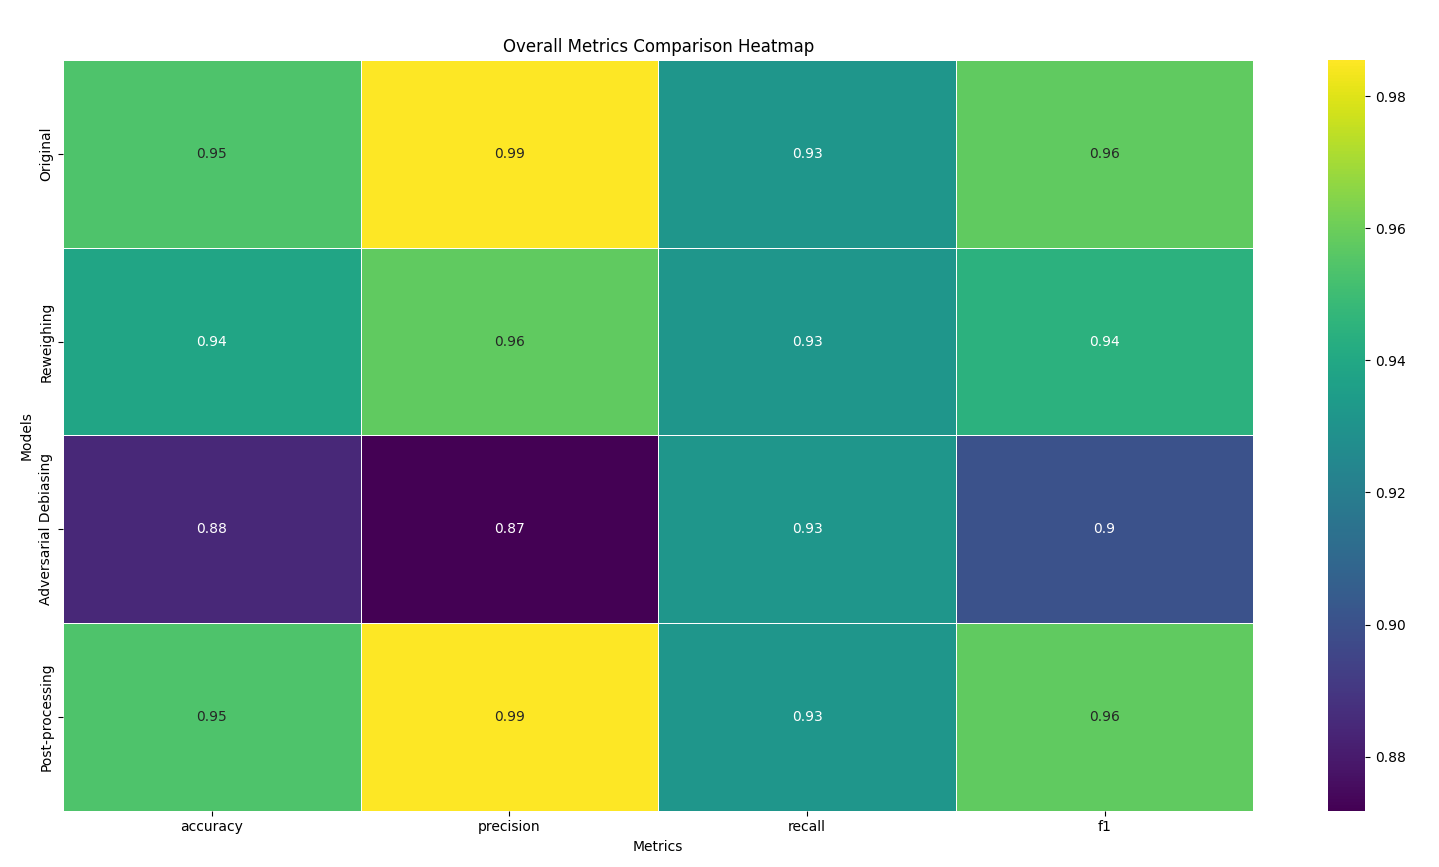 Overall Metrics Comparison Heatmap
Models
Original
0.95 0.99 0.93 0.96
Reweighing
0.94 0.96 0.93 0.94
Adversarial Debiasing
0.88 0.87 0.93 0.9
Post-processing
0.95 0.99 0.93 0.96
accuracy precision recall f1
Metrics
0.98
0.96
0.94
0.92
0.90
0.88